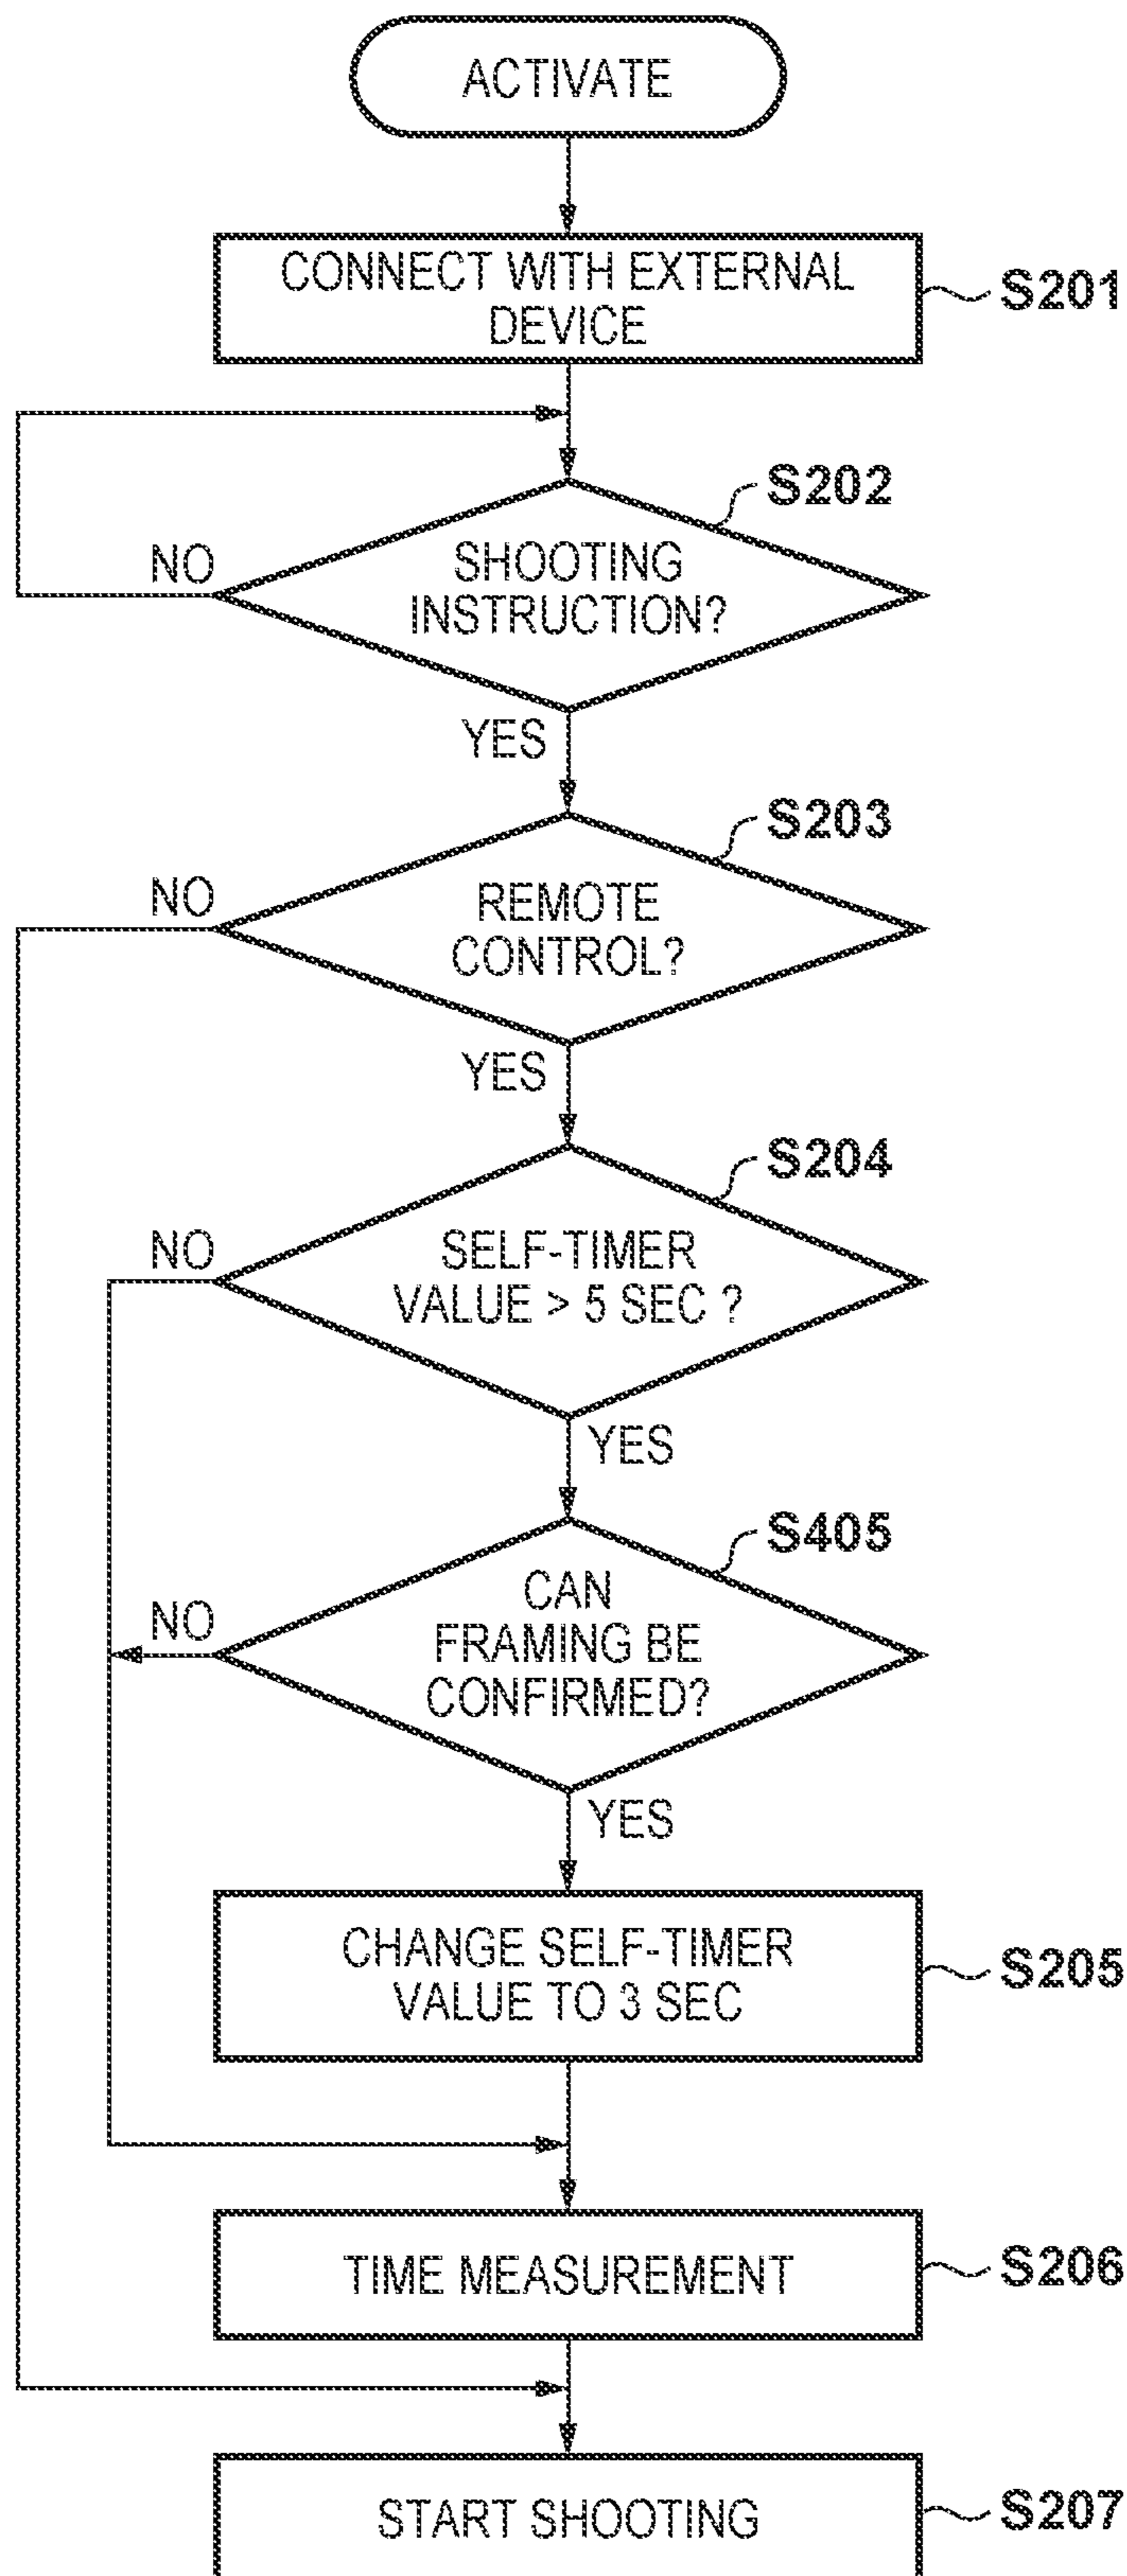 ACTIVATE
CONNECT WITH EXTERNAL
DEVICE
S201
S202
SHOOTING
INSTRUCTION?
NO
YES
S203
REMOTE
CONTROL?
NO
YES
S204
SELF-TIMER
VALUE > 5 SEC ?
NO
YES
S405
CAN
FRAMING BE
CONFIRMED?
NO
YES
CHANGE SELF-TIMER
VALUE TO 3 SEC
S205
TIME MEASUREMENT
S206
START SHOOTING
S207